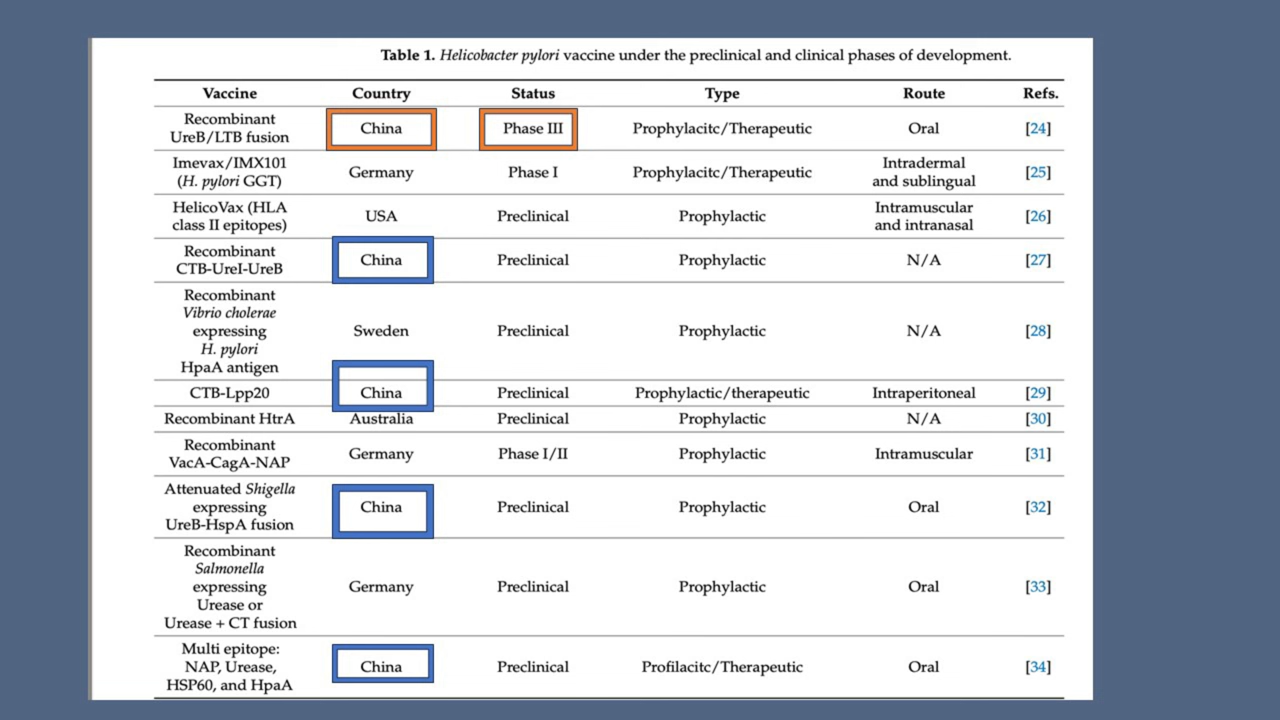 Table 1. Helicobacter pylori vaccine under the preclinical and clinical phases of development.
Vaccine Country Status Type Route Refs.
Recombinant
UreB/LTB fusion China Phase III Prophylacitc/Therapeutic Oral [24]
Imevax/IMX101
(H. pylori GGT) Germany Phase I Prophylacitc/Therapeutic Intradermal
and sublingual [25]
HelicoVax (HLA
class II epitopes) USA Preclinical Prophylactic Intramuscular
and intranasal [26]
Recombinant
CTB-UreI-UreB China Preclinical Prophylactic N/A [27]
Recombinant
Vibrio cholerae
expressing
H. pylori
HpaA antigen Sweden Preclinical Prophylactic N/A [28]
CTB-Lpp20 China Preclinical Prophylactic/therapeutic Intraperitoneal [29]
Recombinant HtrA Australia Preclinical Prophylactic N/A [30]
Recombinant
VacA-CagA-NAP Germany Phase I/II Prophylactic Intramuscular [31]
Attenuated Shigella
expressing
UreB-HspA fusion China Preclinical Prophylactic Oral [32]
Recombinant
Salmonella
expressing
Urease or
Urease + CT fusion Germany Preclinical Prophylactic Oral [33]
Multi epitope:
NAP, Urease,
HSP60, and HpaA China Preclinical Profilacitc/Therapeutic Oral [34]